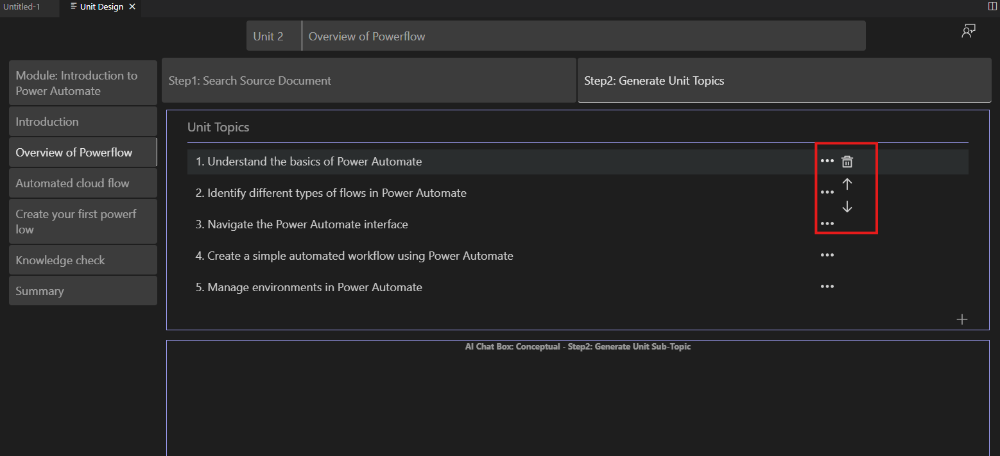 Untitled-1
Unit Design
Unit 2
Overview of Powerflow
Module: Introduction to
Power Automate
Introduction
Overview of Powerflow
Automated cloud flow
Create your first powerf
low
Knowledge check
Summary
Step1: Search Source Document
Step2: Generate Unit Topics
Unit Topics
1. Understand the basics of Power Automate
2. Identify different types of flows in Power Automate
3. Navigate the Power Automate interface
4. Create a simple automated workflow using Power Automate
5. Manage environments in Power Automate
AI Chat Box: Conceptual - Step2: Generate Unit Sub-Topic